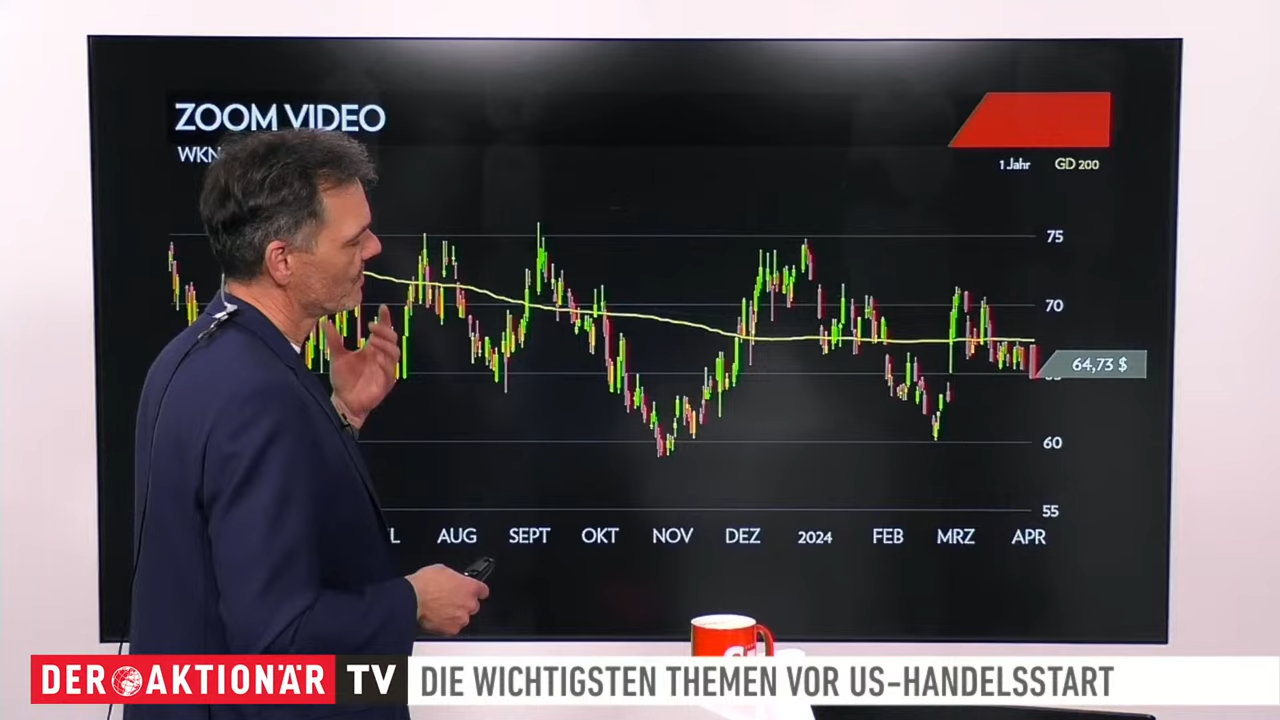 ZOOM VIDEO
WKN
1 Jahr GD 200
75
70
64,73 $
60
55
AUG SEPT OKT NOV DEZ 2024 FEB MRZ APR
DER AKTIONÄR TV DIE WICHTIGSTEN THEMEN VOR US-HANDELSSTART